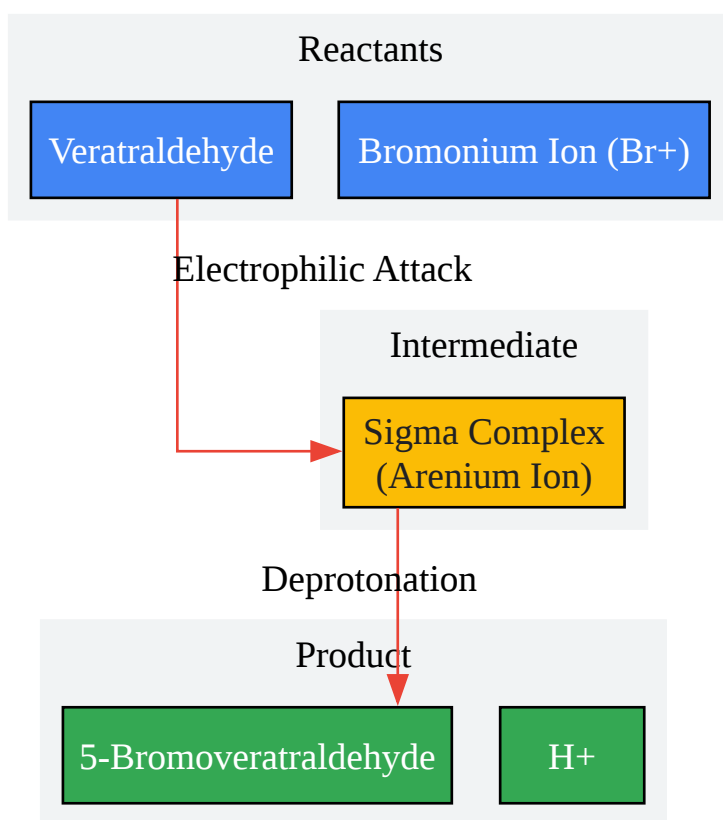 Reactants
Veratraldehyde
Bromonium Ion (Br+)
Electrophilic Attack
Intermediate
Sigma Complex
(Arenium Ion)
Deprotonation
Product
5-Bromoveratraldehyde
H+